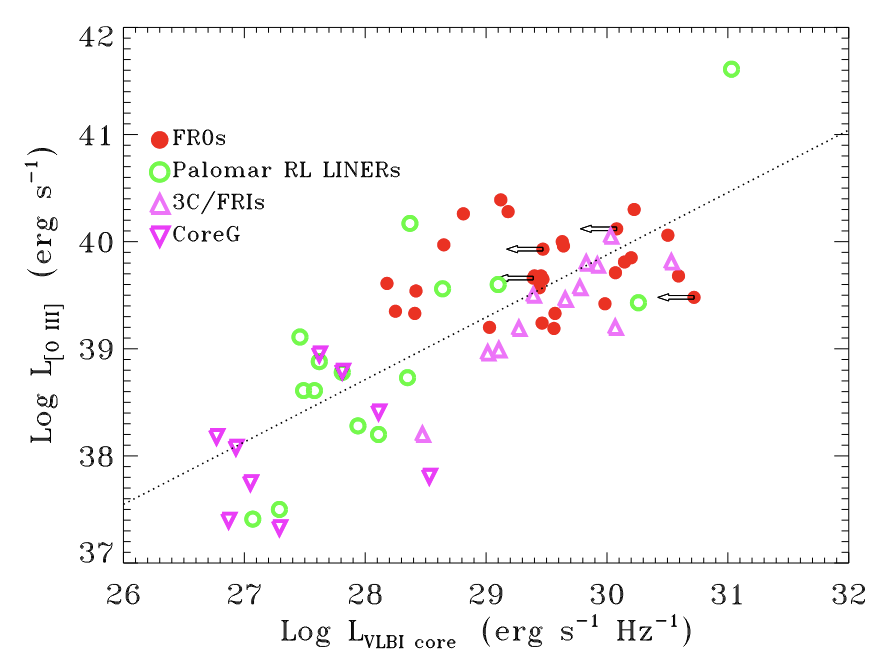 42
41
40
39
38
37
Log L[O III] (erg s−1)
FR0s
Palomar RL LINERs
3C/FRIs
CoreG
26 27 28 29 30 31 32
Log LVLBI core (erg s−1 Hz−1)